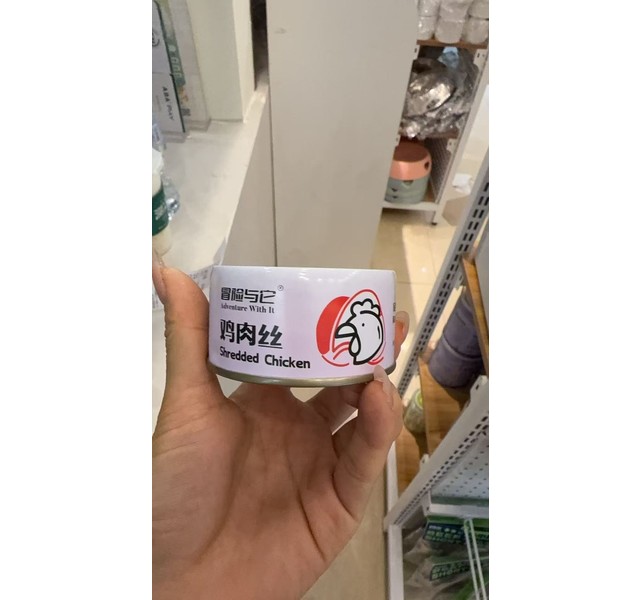 冒险与它®
Adventure With It
鸡肉丝
Shredded Chicken